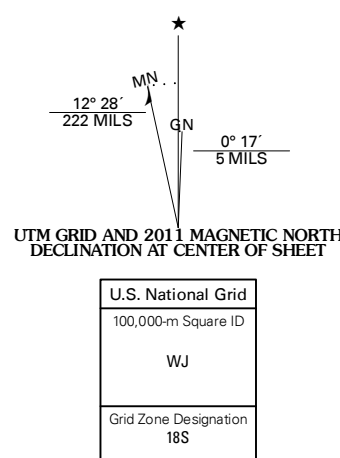 ★
MN
12° 28´
222 MILS
GN
0° 17´
5 MILS
UTM GRID AND 2011 MAGNETIC NORTH
DECLINATION AT CENTER OF SHEET
U.S. National Grid
100,000-m Square ID
WJ
Grid Zone Designation
18S